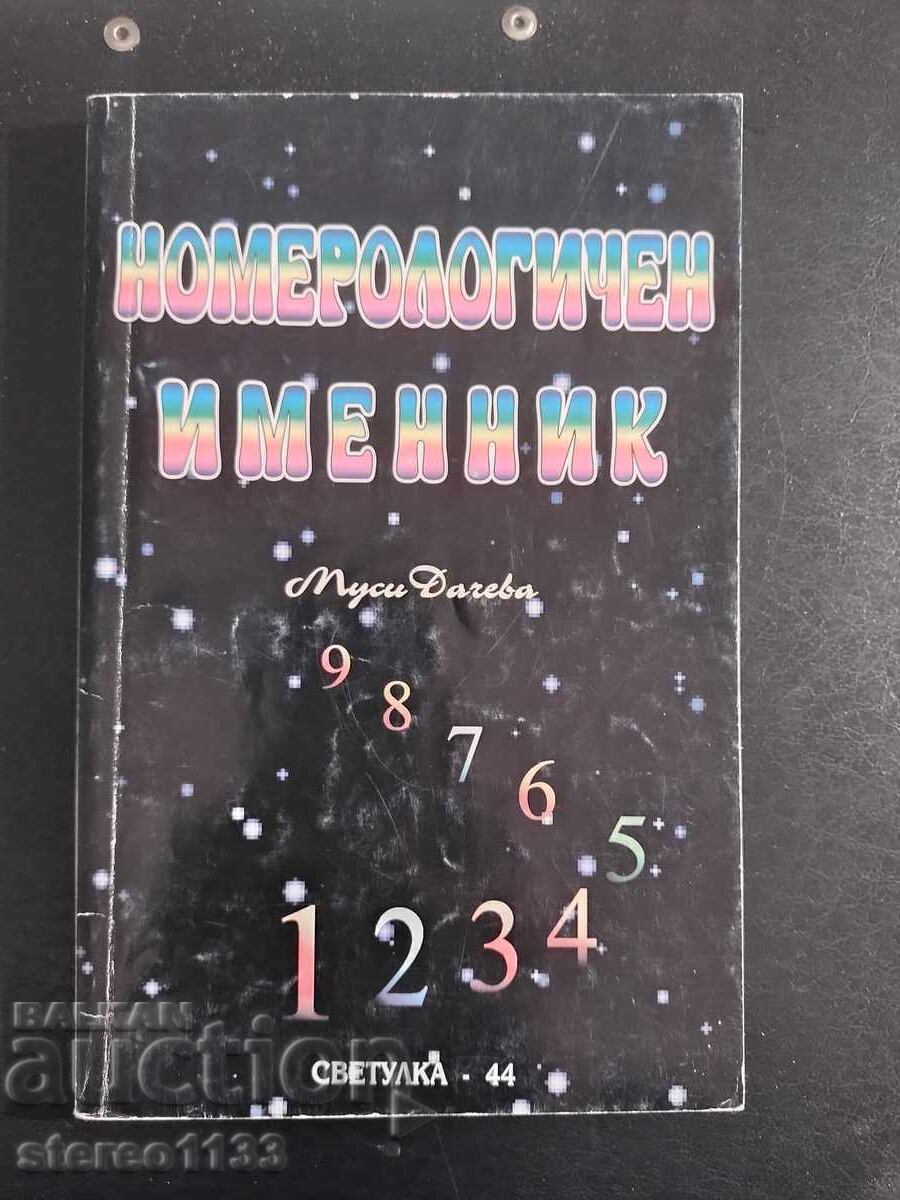 НОМЕРОЛОГИЧЕН
ИМЕННИК
Муси Дачева
9
8
7
6
5
1 2 3 4
СВЕТУЛКА - 44
BALKAN
auction
stereo1133